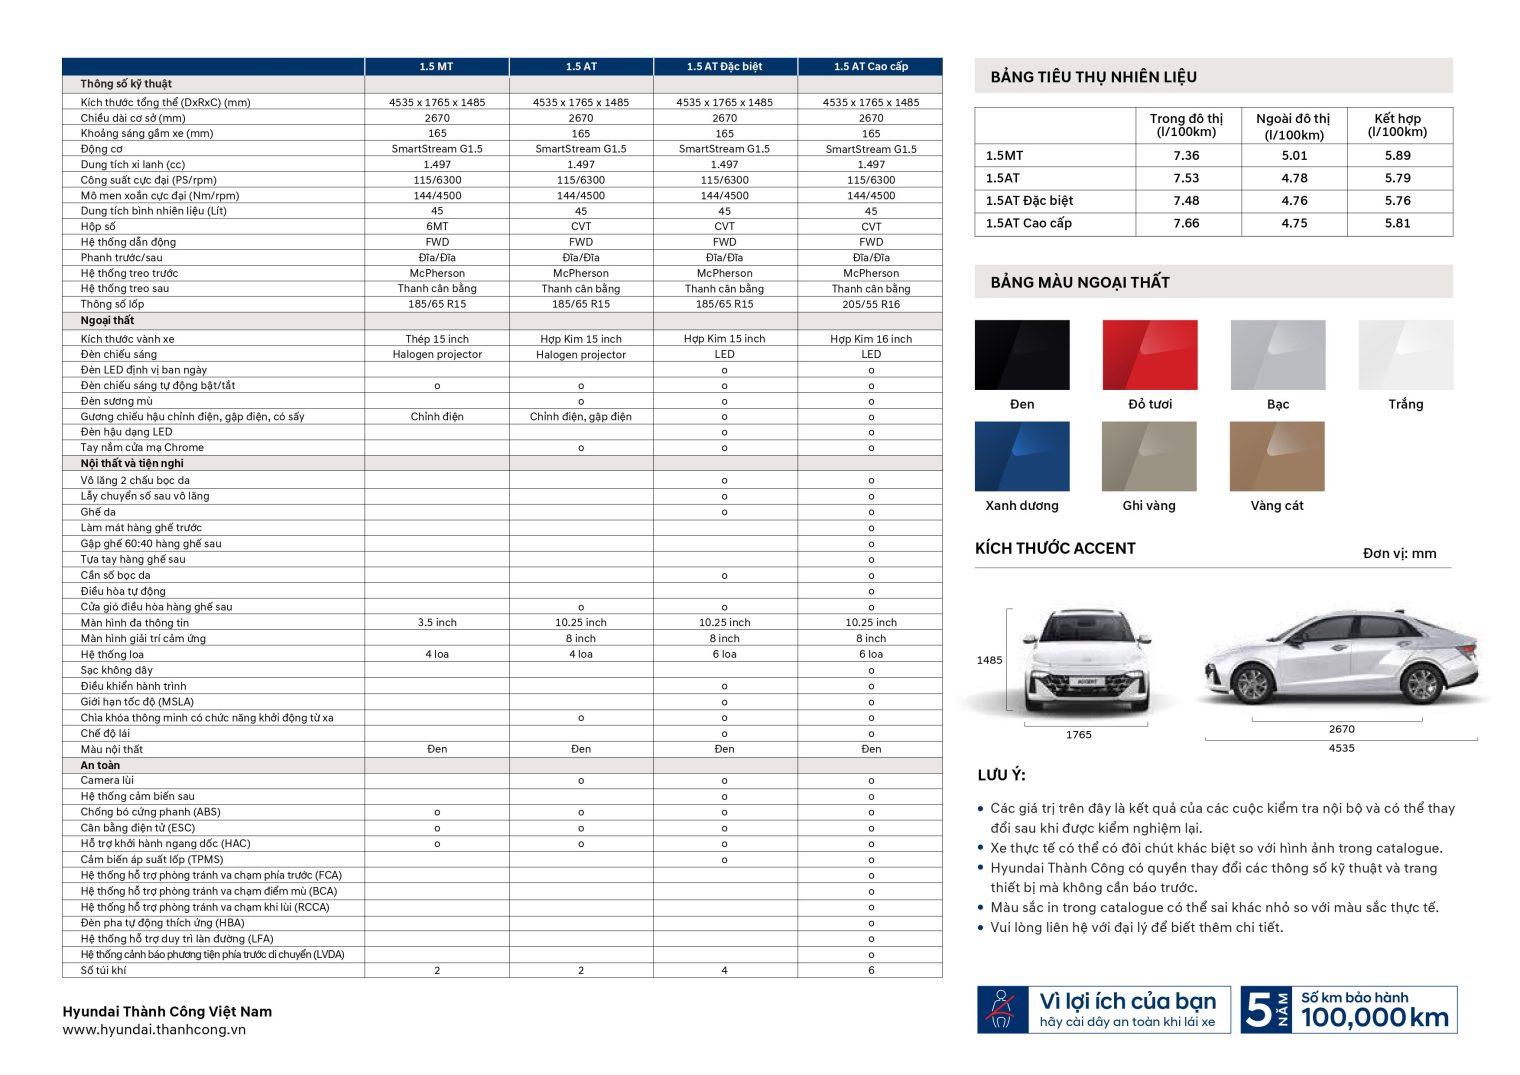 1.5 MT 1.5 AT 1.5 AT Đặc biệt 1.5 AT Cao cấp
Thông số kỹ thuật
Kích thước tổng thể (DxRxC) (mm) 4535 x 1765 x 1485 4535 x 1765 x 1485 4535 x 1765 x 1485 4535 x 1765 x 1485
Chiều dài cơ sở (mm) 2670 2670 2670 2670
Khoảng sáng gầm xe (mm) 165 165 165 165
Động cơ SmartStream G1.5 SmartStream G1.5 SmartStream G1.5 SmartStream G1.5
Dung tích xi lanh (cc) 1.497 1.497 1.497 1.497
Công suất cực đại (PS/rpm) 115/6300 115/6300 115/6300 115/6300
Mô men xoắn cực đại (Nm/rpm) 144/4500 144/4500 144/4500 144/4500
Dung tích bình nhiên liệu (Lít) 45 45 45 45
Hộp số 6MT CVT CVT CVT
Hệ thống dẫn động FWD FWD FWD FWD
Phanh trước/sau Đĩa/Đĩa Đĩa/Đĩa Đĩa/Đĩa Đĩa/Đĩa
Hệ thống treo trước McPherson McPherson McPherson McPherson
Hệ thống treo sau Thanh cân bằng Thanh cân bằng Thanh cân bằng Thanh cân bằng
Thông số lốp 185/65 R15 185/65 R15 185/65 R15 205/55 R16
Ngoại thất
Kích thước vành xe Thép 15 inch Hợp Kim 15 inch Hợp Kim 15 inch Hợp Kim 16 inch
Đèn chiếu sáng Halogen projector Halogen projector LED LED
Đèn LED định vị ban ngày o o
Đèn chiếu sáng tự động bật/tắt o o o o
Đèn sương mù o o o
Gương chiếu hậu chỉnh điện, gập điện, có sấy Chỉnh điện Chỉnh điện, gập điện o o
Đèn hậu dạng LED o o
Tay nắm cửa mạ Chrome o o o
Nội thất và tiện nghi
Vô lăng 2 chấu bọc da o o
Lẫy chuyển số sau vô lăng o o
Ghế da o o
Làm mát hàng ghế trước o
Gập ghế 60:40 hàng ghế sau o
Tựa tay hàng ghế sau o
Cần số bọc da o o
Điều hòa tự động o
Cửa gió điều hòa hàng ghế sau o o o
Màn hình đa thông tin 3.5 inch 10.25 inch 10.25 inch 10.25 inch
Màn hình giải trí cảm ứng 8 inch 8 inch 8 inch
Hệ thống loa 4 loa 4 loa 6 loa 6 loa
Sạc không dây o
Điều khiển hành trình o o
Giới hạn tốc độ (MSLA) o o
Chìa khóa thông minh có chức năng khởi động từ xa o o o
Chế độ lái o o
Màu nội thất Đen Đen Đen Đen
An toàn
Camera lùi o o o
Hệ thống cảm biến sau o o
Chống bó cứng phanh (ABS) o o o o
Cân bằng điện tử (ESC) o o o o
Hỗ trợ khởi hành ngang dốc (HAC) o o o o
Cảm biến áp suất lốp (TPMS) o o
Hệ thống hỗ trợ phòng tránh va chạm phía trước (FCA) o
Hệ thống hỗ trợ phòng tránh va chạm điểm mù (BCA) o
Hệ thống hỗ trợ phòng tránh va chạm khi lùi (RCCA) o
Đèn pha tự động thích ứng (HBA) o
Hệ thống hỗ trợ duy trì làn đường (LFA) o
Hệ thống cảnh báo phương tiện phía trước di chuyển (LVDA) o
Số túi khí 2 2 4 6
Hyundai Thành Công Việt Nam
www.hyundai.thanhcong.vn
BẢNG TIÊU THỤ NHIÊN LIỆU
Trong đô thị (l/100km) Ngoài đô thị (l/100km) Kết hợp (l/100km)
1.5MT 7.36 5.01 5.89
1.5AT 7.53 4.78 5.79
1.5AT Đặc biệt 7.48 4.76 5.76
1.5AT Cao cấp 7.66 4.75 5.81
BẢNG MÀU NGOẠI THẤT
Đen Đỏ tươi Bạc Trắng
Xanh dương Ghi vàng Vàng cát
KÍCH THƯỚC ACCENT Đơn vị: mm
1485
ACCENT
1765
2670
4535
LƯU Ý:
• Các giá trị trên đây là kết quả của các cuộc kiểm tra nội bộ và có thể thay
đổi sau khi được kiểm nghiệm lại.
• Xe thực tế có thể có đôi chút khác biệt so với hình ảnh trong catalogue.
• Hyundai Thành Công có quyền thay đổi các thông số kỹ thuật và trang
thiết bị mà không cần báo trước.
• Màu sắc in trong catalogue có thể sai khác nhỏ so với màu sắc thực tế.
• Vui lòng liên hệ với đại lý để biết thêm chi tiết.
Vì lợi ích của bạn
hãy cài dây an toàn khi lái xe
5 NĂM
Số km bảo hành
100,000 km